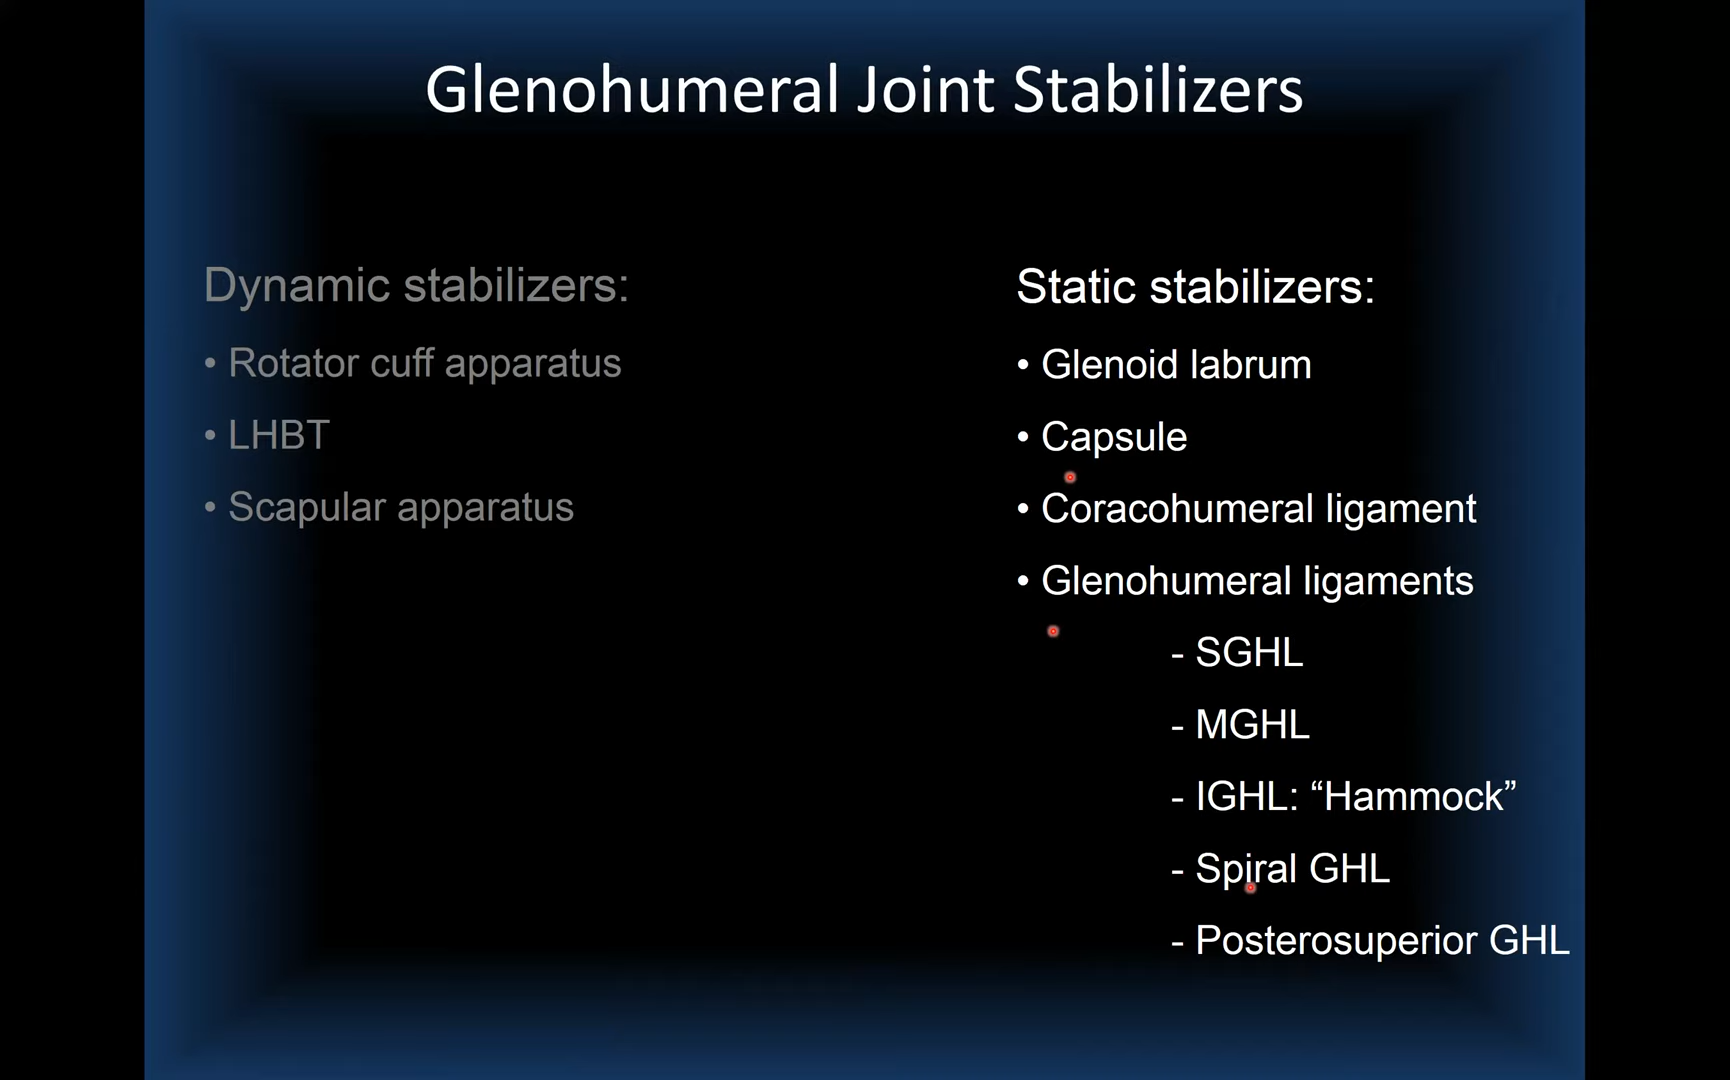 Glenohumeral Joint Stabilizers
Dynamic stabilizers:
• Rotator cuff apparatus
• LHBT
• Scapular apparatus
Static stabilizers:
• Glenoid labrum
• Capsule
• Coracohumeral ligament
• Glenohumeral ligaments
- SGHL
- MGHL
- IGHL: “Hammock”
- Spiral GHL
- Posterosuperior GHL